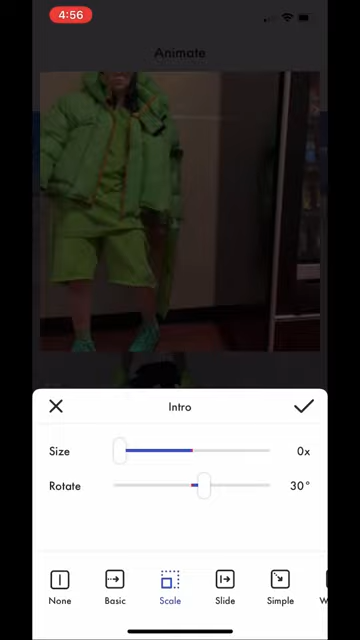 4:56
Animate
Intro
Size 0x
Rotate 30°
None Basic Scale Slide Simple W